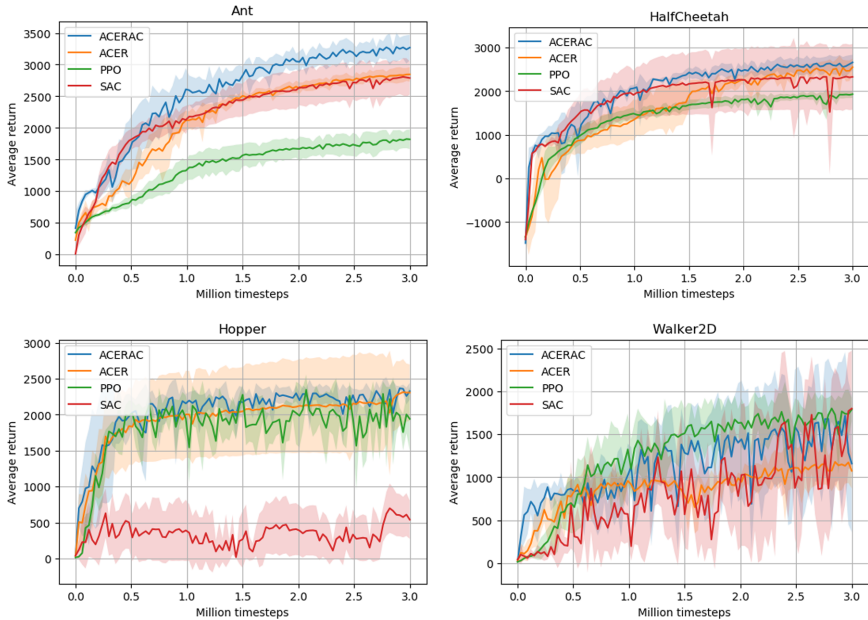 Ant
3500
3000
2500
2000
1500
1000
500
0
Average return
ACERAC
ACER
PPO
SAC
0.0 0.5 1.0 1.5 2.0 2.5 3.0
Million timesteps
HalfCheetah
3000
2000
1000
0
−1000
Average return
ACERAC
ACER
PPO
SAC
0.0 0.5 1.0 1.5 2.0 2.5 3.0
Million timesteps
Hopper
3000
2500
2000
1500
1000
500
0
Average return
ACERAC
ACER
PPO
SAC
0.0 0.5 1.0 1.5 2.0 2.5 3.0
Million timesteps
Walker2D
2500
2000
1500
1000
500
0
Average return
ACERAC
ACER
PPO
SAC
0.0 0.5 1.0 1.5 2.0 2.5 3.0
Million timesteps